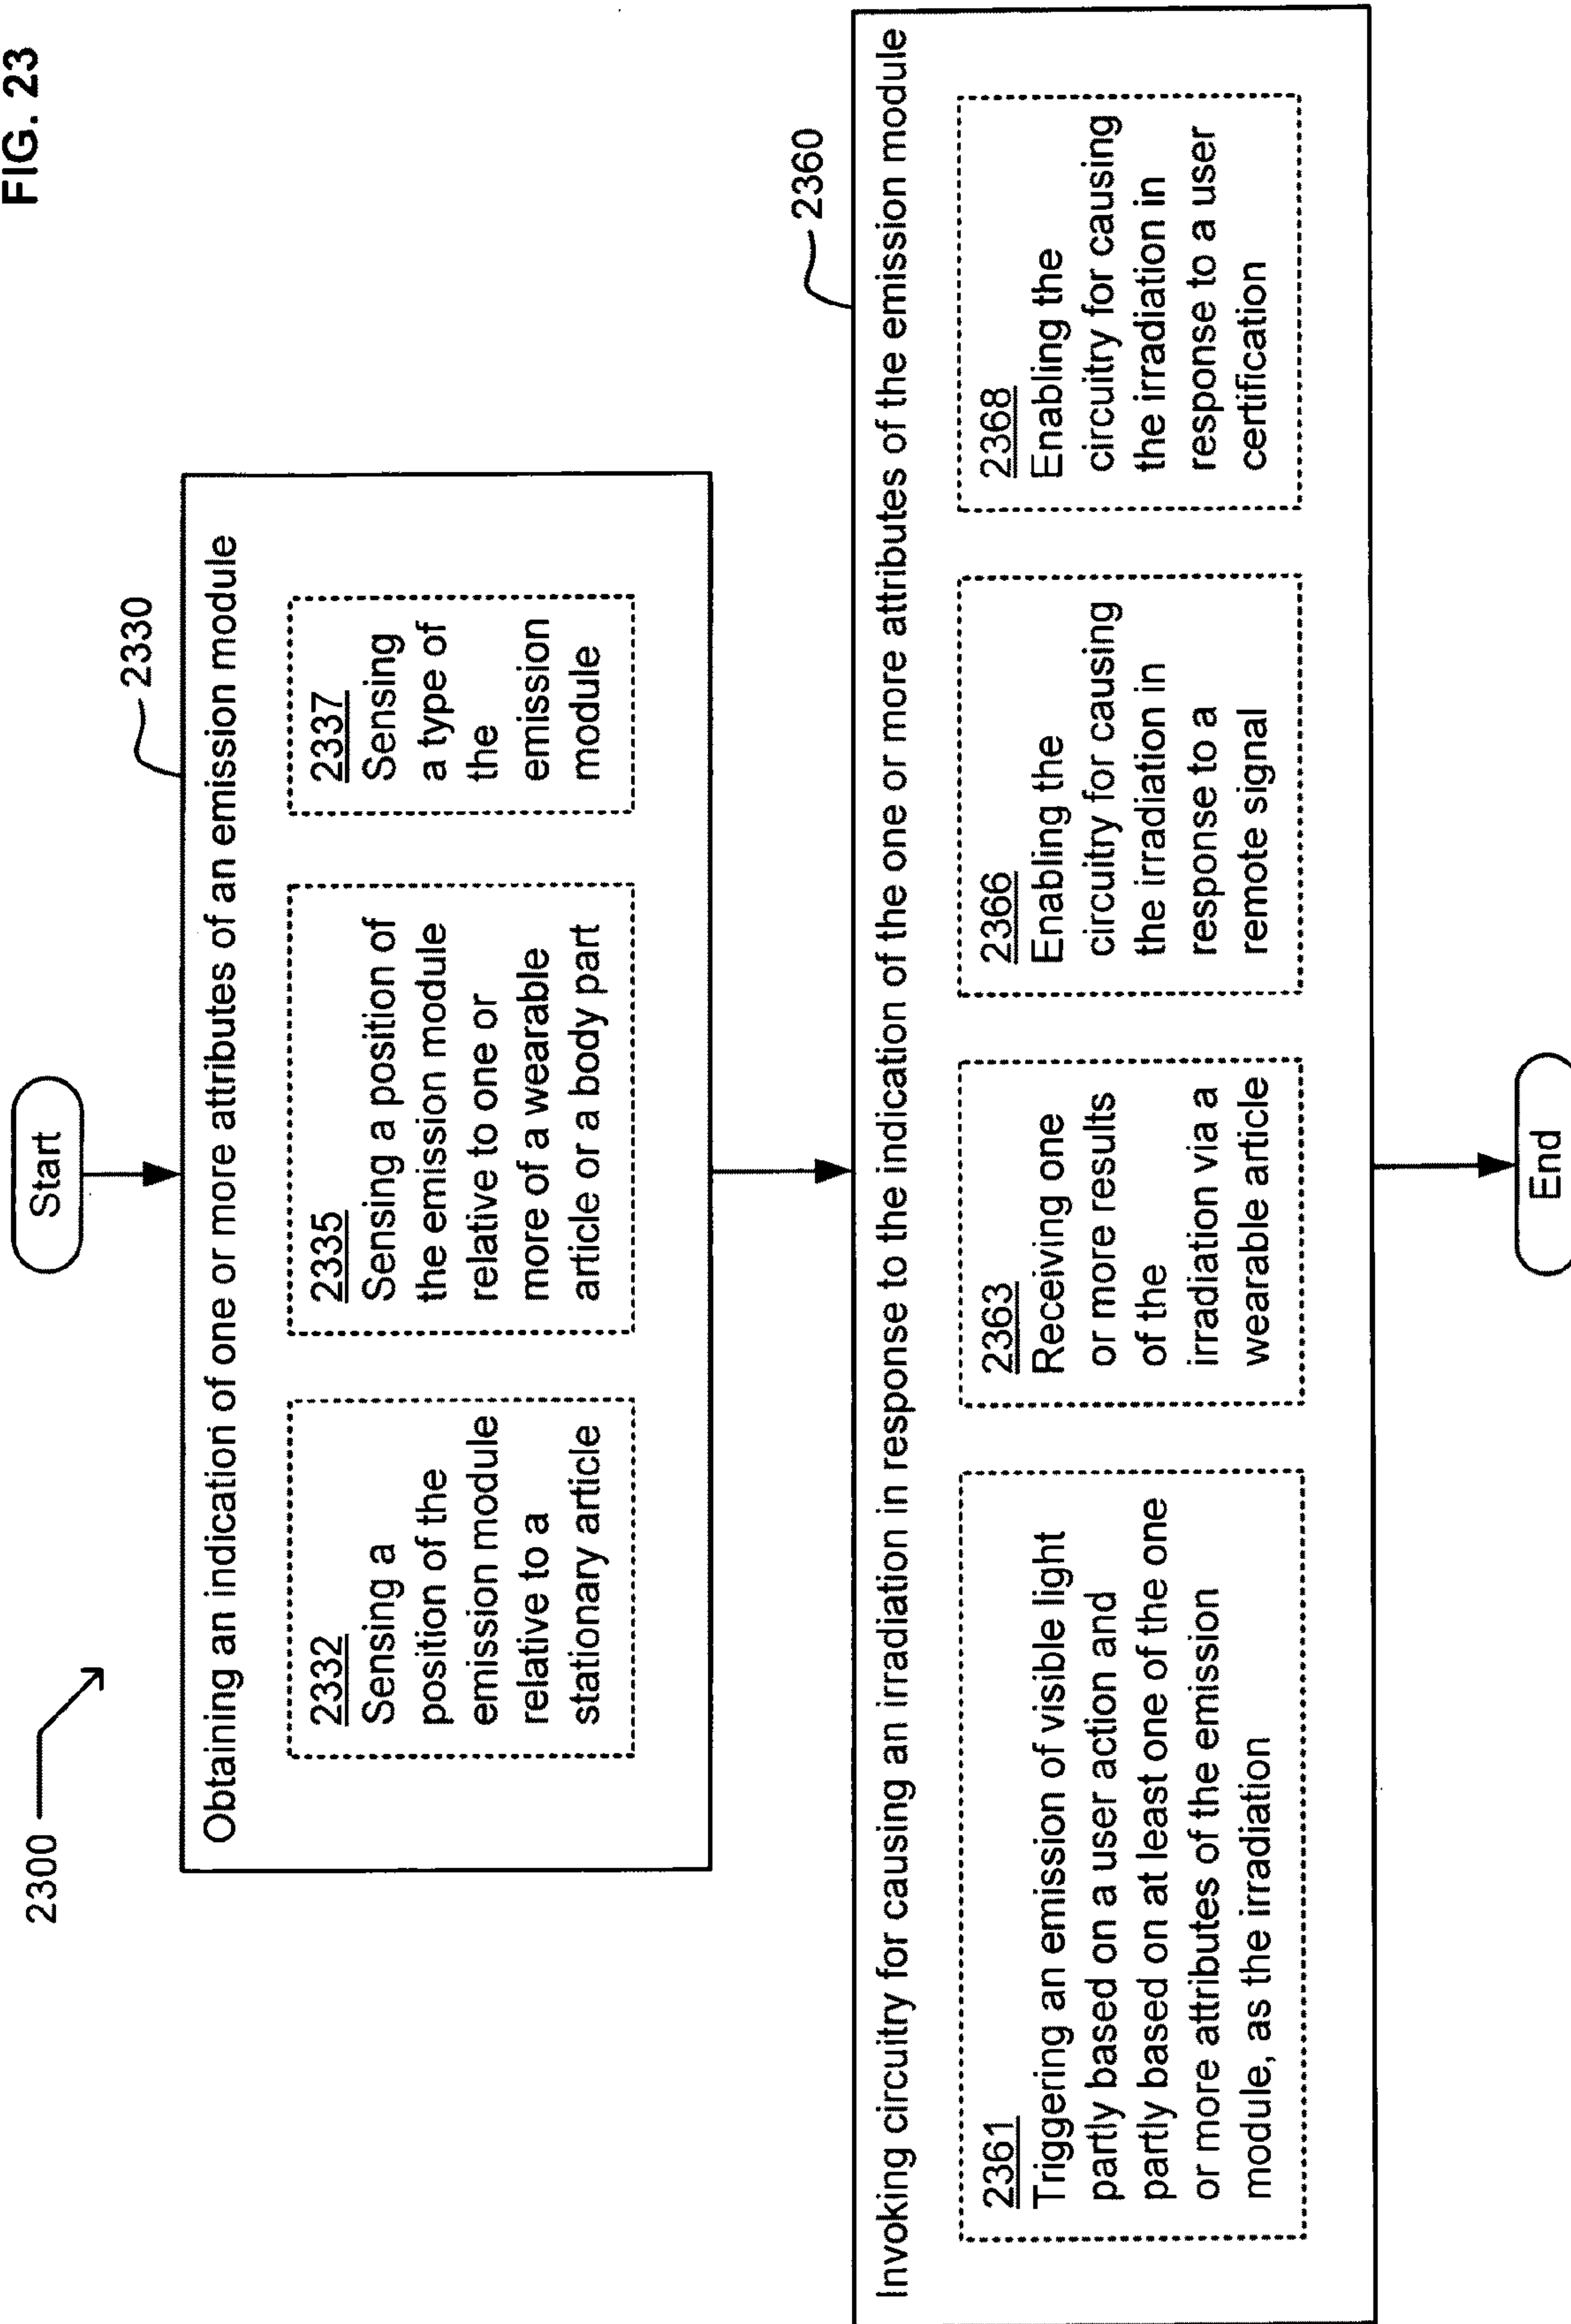 FIG. 23
2300
Start
2330
Obtaining an indication of one or more attributes of an emission module
2332
Sensing a
position of the
emission module
relative to a
stationary article
2335
Sensing a position of
the emission module
relative to one or
more of a wearable
article or a body part
2337
Sensing
a type of
the
emission
module
2360
Invoking circuitry for causing an irradiation in response to the indication of the one or more attributes of the emission module
2361
Triggering an emission of visible light
partly based on a user action and
partly based on at least one of the one
or more attributes of the emission
module, as the irradiation
2363
Receiving one
or more results
of the
irradiation via a
wearable article
2366
Enabling the
circuitry for causing
the irradiation in
response to a
remote signal
2368
Enabling the
circuitry for causing
the irradiation in
response to a user
certification
End